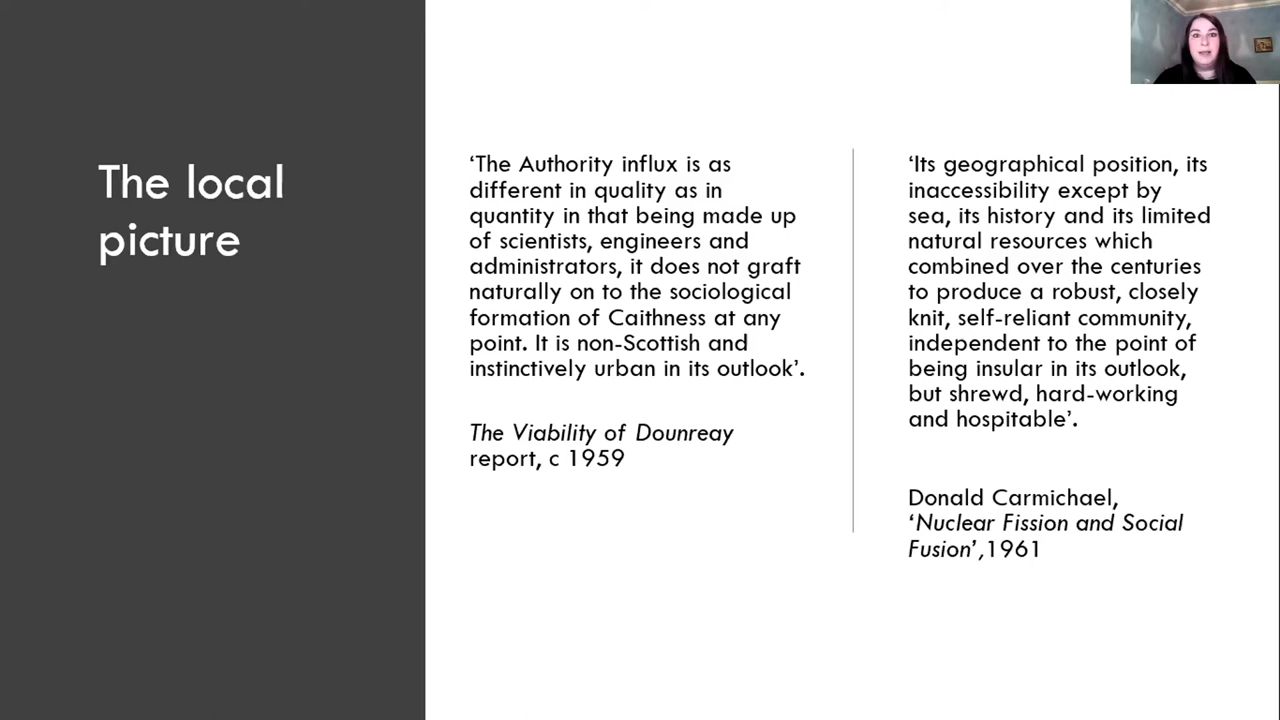 The local
picture
‘The Authority influx is as
different in quality as in
quantity in that being made up
of scientists, engineers and
administrators, it does not graft
naturally on to the sociological
formation of Caithness at any
point. It is non-Scottish and
instinctively urban in its outlook’.
The Viability of Dounreay
report, c 1959
‘Its geographical position, its
inaccessibility except by
sea, its history and its limited
natural resources which
combined over the centuries
to produce a robust, closely
knit, self-reliant community,
independent to the point of
being insular in its outlook,
but shrewd, hard-working
and hospitable’.
Donald Carmichael,
‘Nuclear Fission and Social
Fusion’,1961